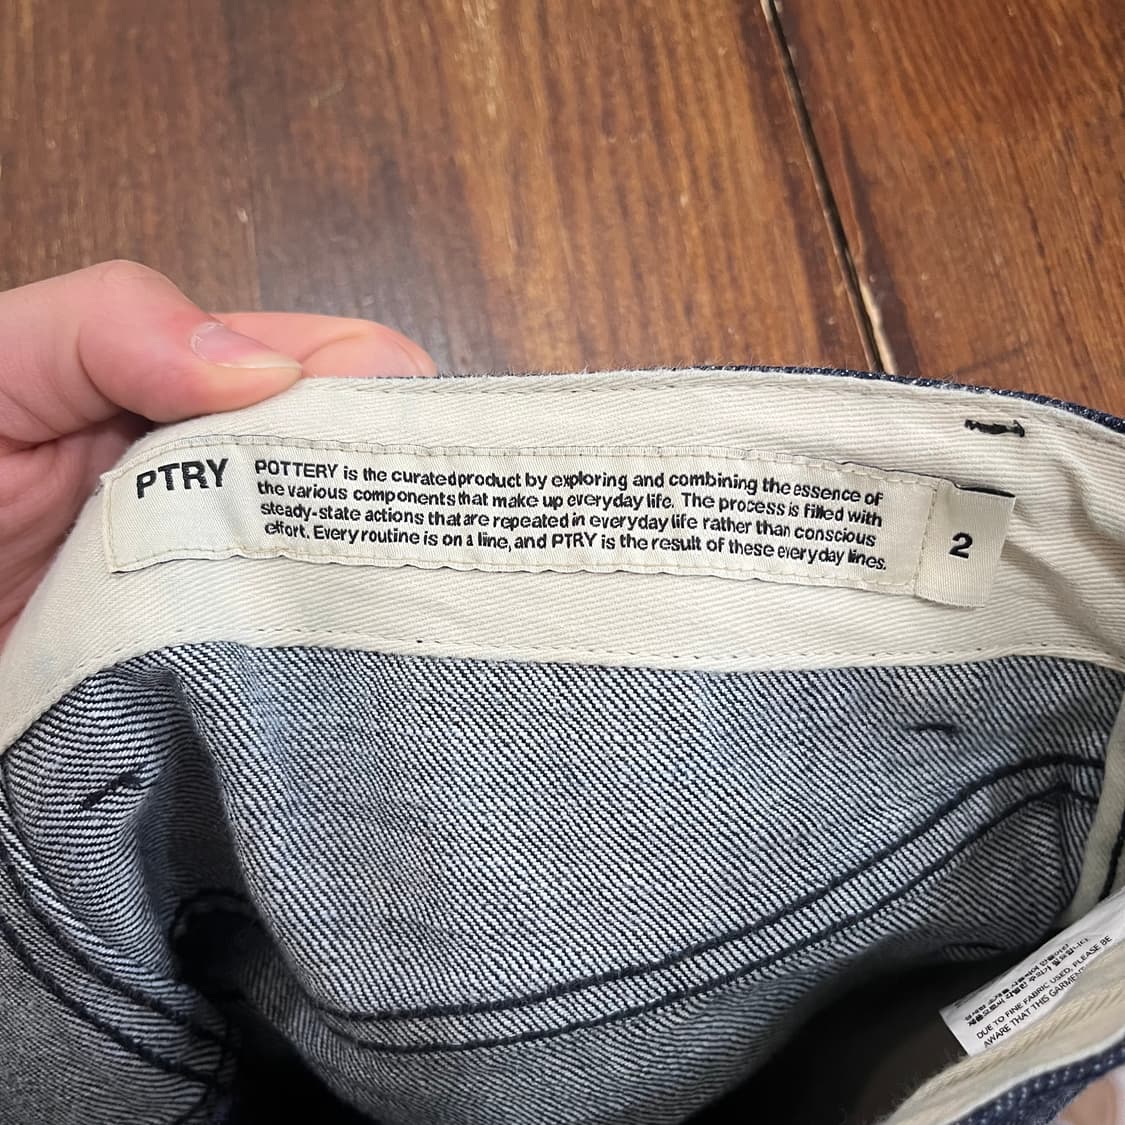 PTRY
POTTERY is the curated product by exploring and combining the essence of
the various components that make up everyday life. The process is filled with
steady-state actions that are repeated in everyday life rather than conscious
effort. Every routine is on a line, and PTRY is the result of these everyday lines.
2
DUE TO FINE FABRIC USED, PLEASE BE
AWARE THAT THIS GARMENT